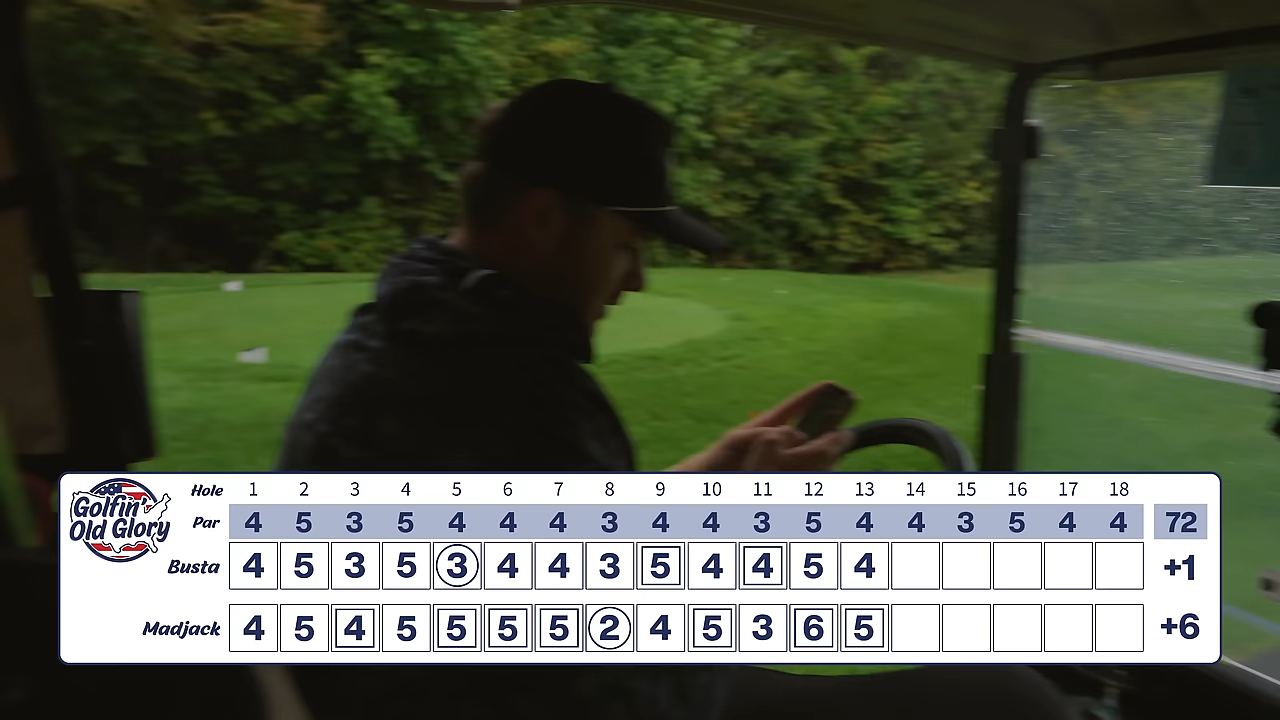 Golfin'
Old Glory
Hole 1 2 3 4 5 6 7 8 9 10 11 12 13 14 15 16 17 18
Par 4 5 3 5 4 4 4 3 4 4 3 5 4 4 3 5 4 4 72
Busta 4 5 3 5 3 4 4 3 5 4 4 5 4 +1
Madjack 4 5 4 5 5 5 5 2 4 5 3 6 5 +6